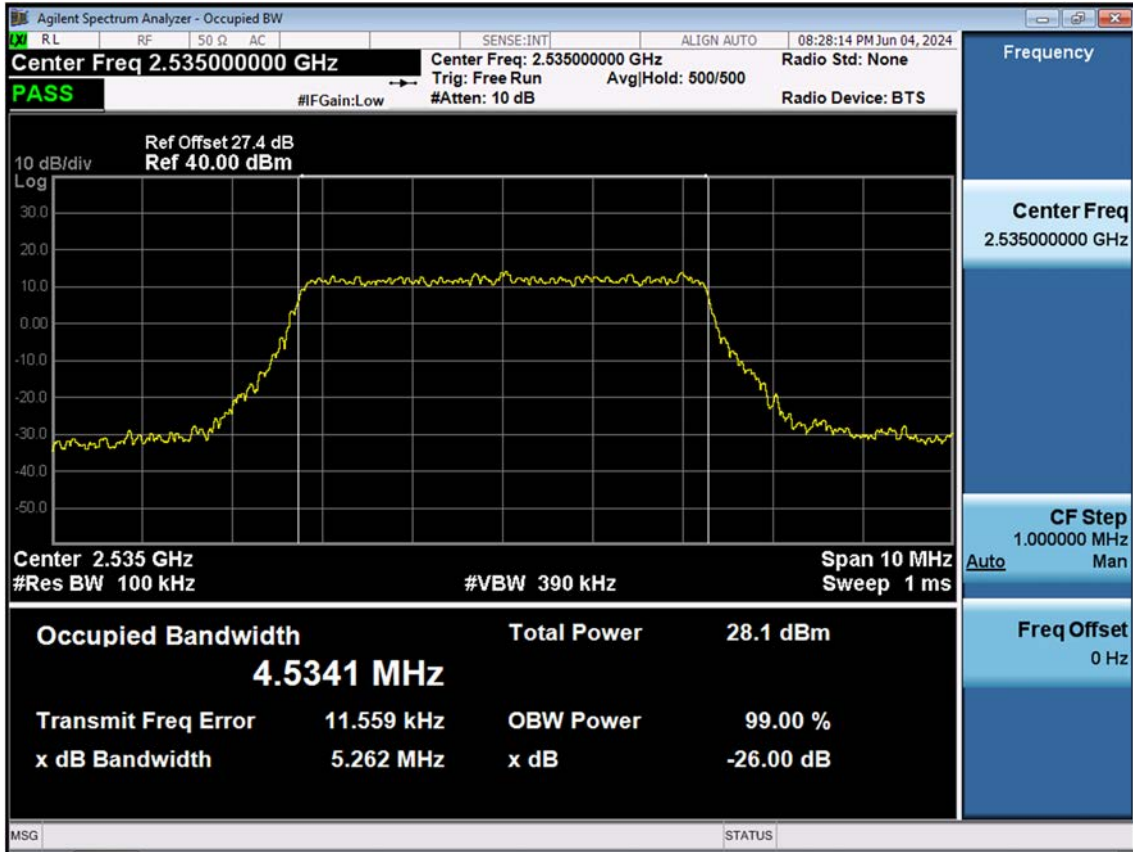 Agilent Spectrum Analyzer - Occupied BW
LXI RL RF 50 Ω AC SENSE:INT ALIGN AUTO 08:28:14 PM Jun 04, 2024
Center Freq 2.535000000 GHz
PASS
#IFGain:Low
Center Freq: 2.535000000 GHz
Trig: Free Run Avg|Hold: 500/500
#Atten: 10 dB
Radio Std: None
Radio Device: BTS
Ref Offset 27.4 dB
10 dB/div Ref 40.00 dBm
Log
30.0
20.0
10.0
0.00
-10.0
-20.0
-30.0
-40.0
-50.0
Center 2.535 GHz Span 10 MHz
#Res BW 100 kHz #VBW 390 kHz Sweep 1 ms
Occupied Bandwidth Total Power 28.1 dBm
4.5341 MHz
Transmit Freq Error 11.559 kHz OBW Power 99.00 %
x dB Bandwidth 5.262 MHz x dB -26.00 dB
MSG STATUS
Frequency
Center Freq
2.535000000 GHz
CF Step
1.000000 MHz
Auto Man
Freq Offset
0 Hz